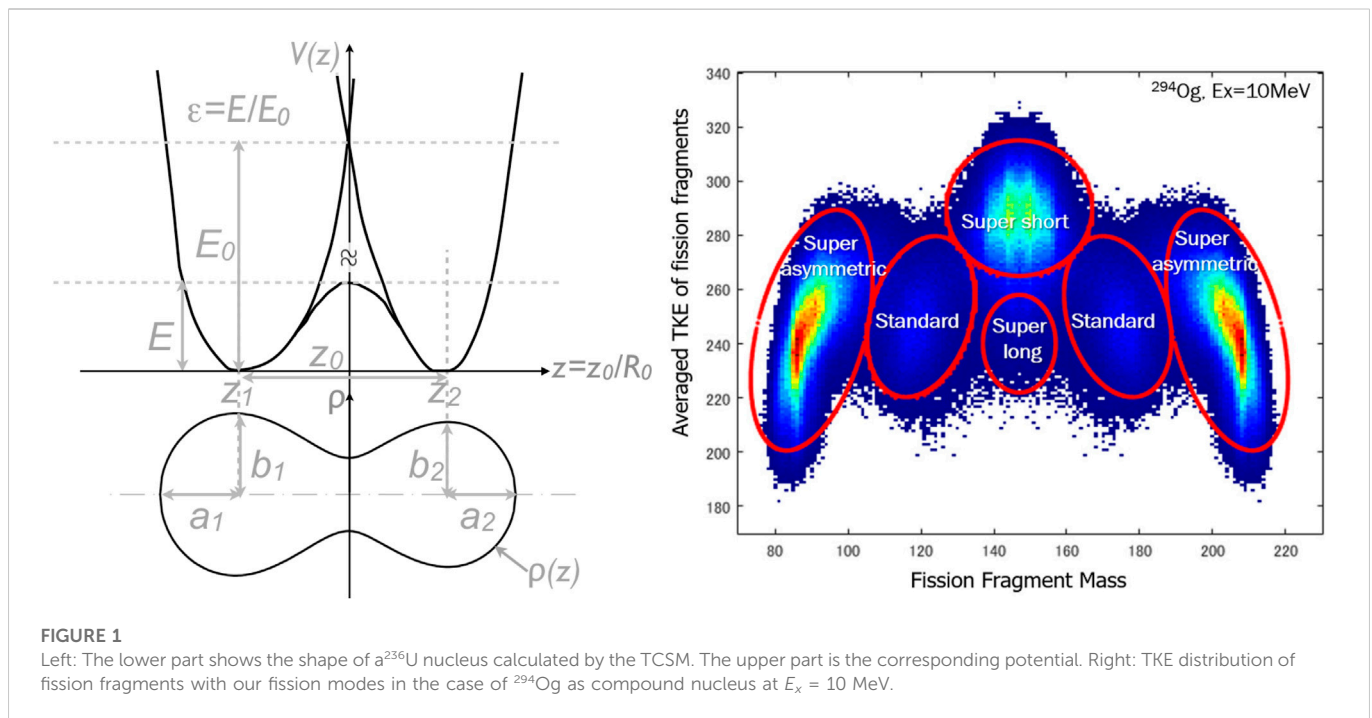 V(z)
ε=E/E₀
E₀
≈
E
z₀
z=z₀/R₀
z₁
ρ
z₂
b₁
b₂
a₁
a₂
ρ(z)
²⁹⁴Og, Ex=10MeV
Averaged TKE of fission fragments
340
320
300
280
260
240
220
200
180
Super short
Super
asymmetric
Super
asymmetric
Standard
Super
long
Standard
80
100
120
140
160
180
200
220
Fission Fragment Mass
FIGURE 1
Left: The lower part shows the shape of a²³⁶U nucleus calculated by the TCSM. The upper part is the corresponding potential. Right: TKE distribution of
fission fragments with our fission modes in the case of ²⁹⁴Og as compound nucleus at Eₓ = 10 MeV.